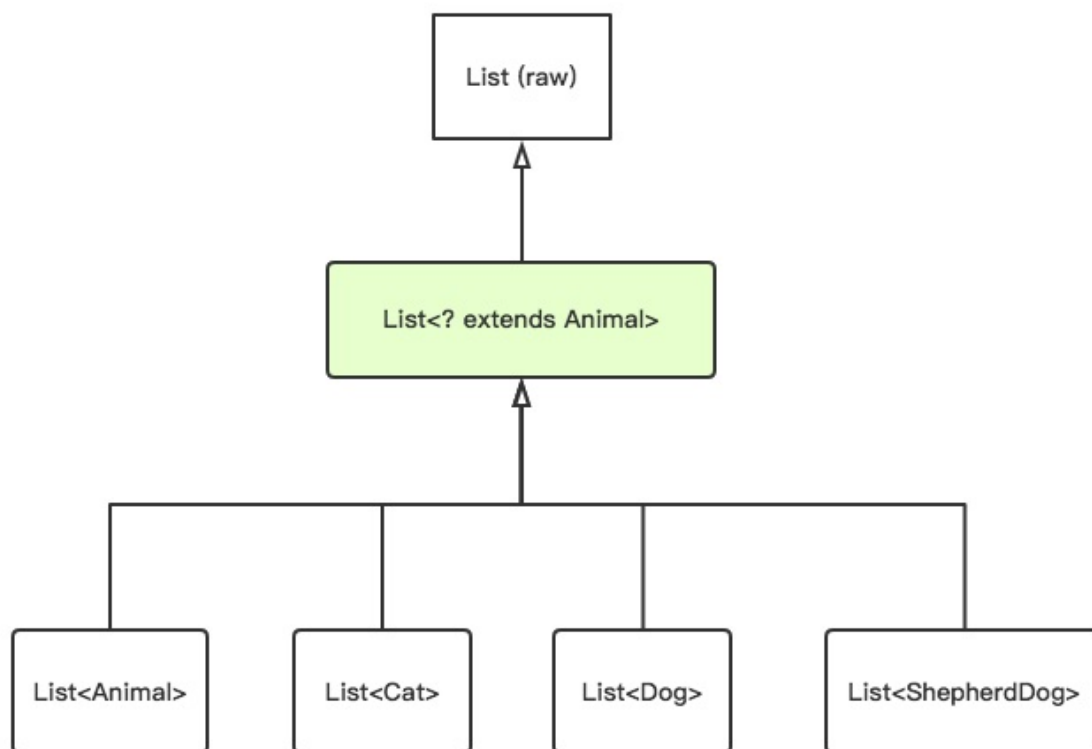 List (raw)
List<? extends Animal>
List<Animal>
List<Cat>
List<Dog>
List<ShepherdDog>